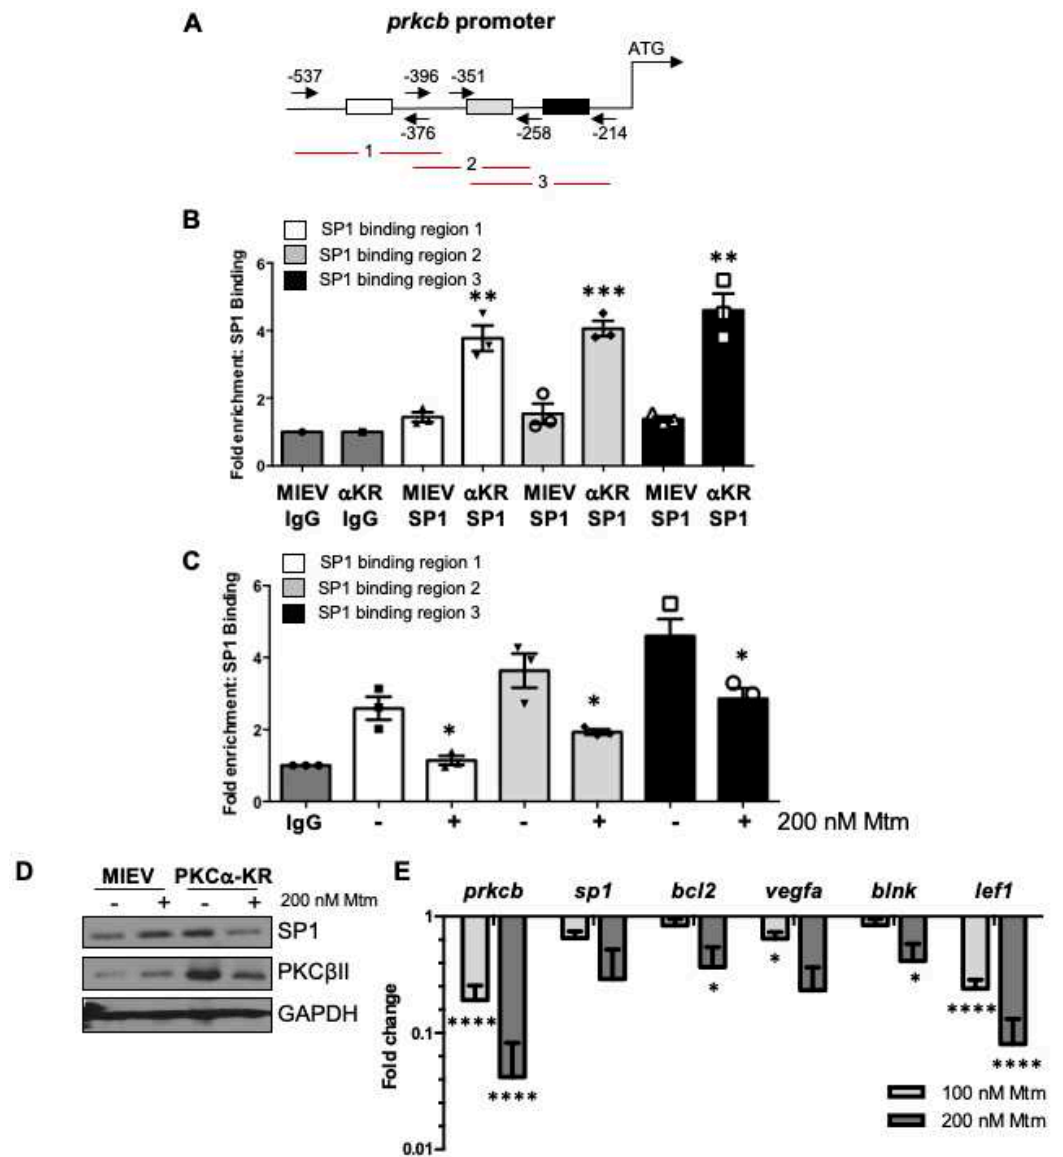 A
prkcb promoter
ATG
-537
-396
-351
-376
-258
-214
1
2
3
B
SP1 binding region 1
SP1 binding region 2
SP1 binding region 3
Fold enrichment: SP1 Binding
6
4
2
0
** *** **
MIEV αKR MIEV αKR MIEV αKR MIEV αKR
IgG IgG SP1 SP1 SP1 SP1 SP1 SP1
C
SP1 binding region 1
SP1 binding region 2
SP1 binding region 3
Fold enrichment: SP1 Binding
6
4
2
0
* * *
IgG - + - + - + 200 nM Mtm
D
MIEV PKCα-KR
- + - + 200 nM Mtm
SP1
PKCβII
GAPDH
E
prkcb sp1 bcl2 vegfa blnk lef1
Fold change
1
0.1
0.01
**** **** * * * **** ****
100 nM Mtm
200 nM Mtm